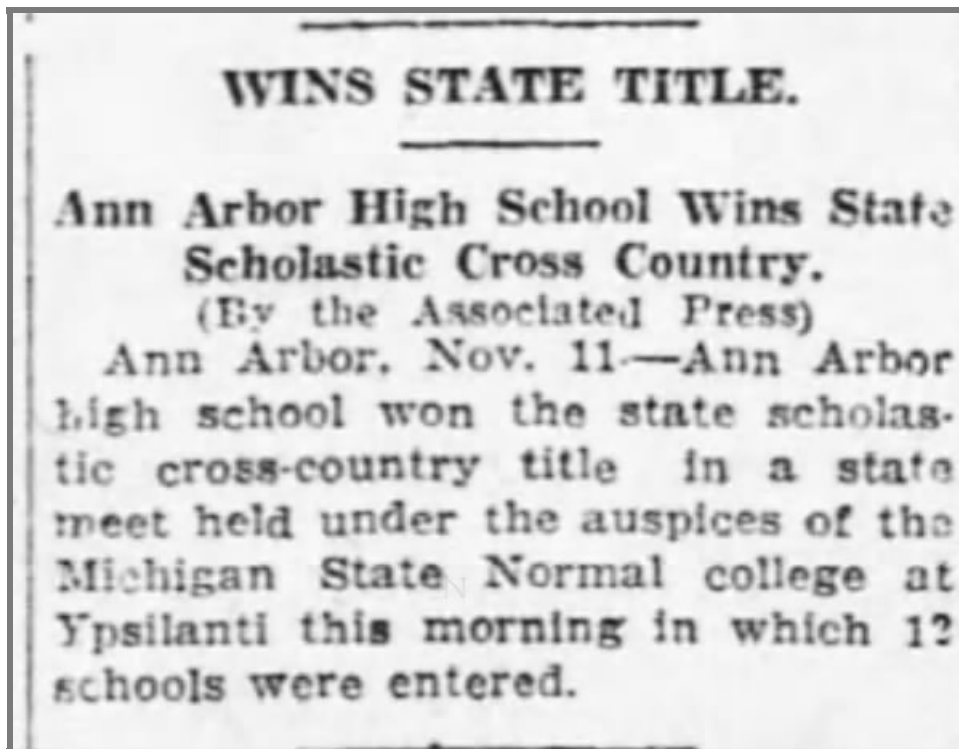 WINS STATE TITLE.
Ann Arbor High School Wins State
Scholastic Cross Country.
(By the Associated Press)
Ann Arbor, Nov. 11—Ann Arbor
high school won the state scholas-
tic cross-country title in a state
meet held under the auspices of the
Michigan State Normal college at
Ypsilanti this morning in which 12
schools were entered.